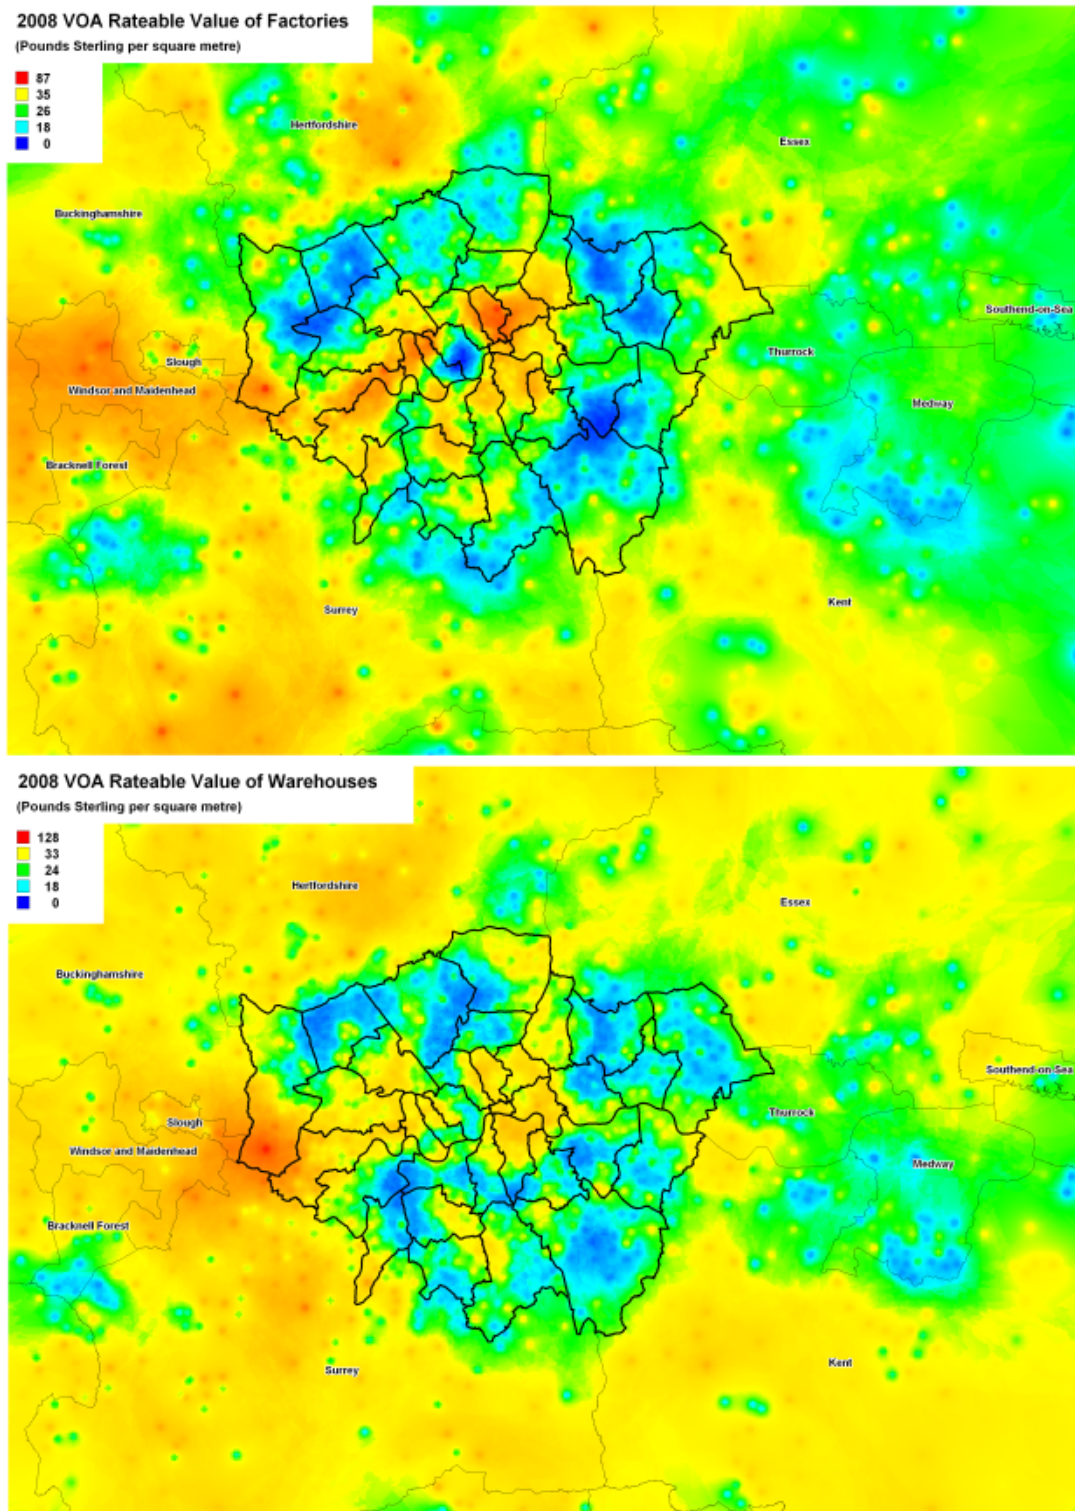 2008 VOA Rateable Value of Factories
(Pounds Sterling per square metre)
87
35
26
18
0
Hertfordshire
Essex
Buckinghamshire
Southend-on-Sea
Thurrock
Slough
Windsor and Maidenhead
Medway
Bracknell Forest
Kent
Surrey
2008 VOA Rateable Value of Warehouses
(Pounds Sterling per square metre)
128
33
24
18
0
Hertfordshire
Essex
Buckinghamshire
Southend-on-Sea
Thurrock
Slough
Windsor and Maidenhead
Medway
Bracknell Forest
Kent
Surrey